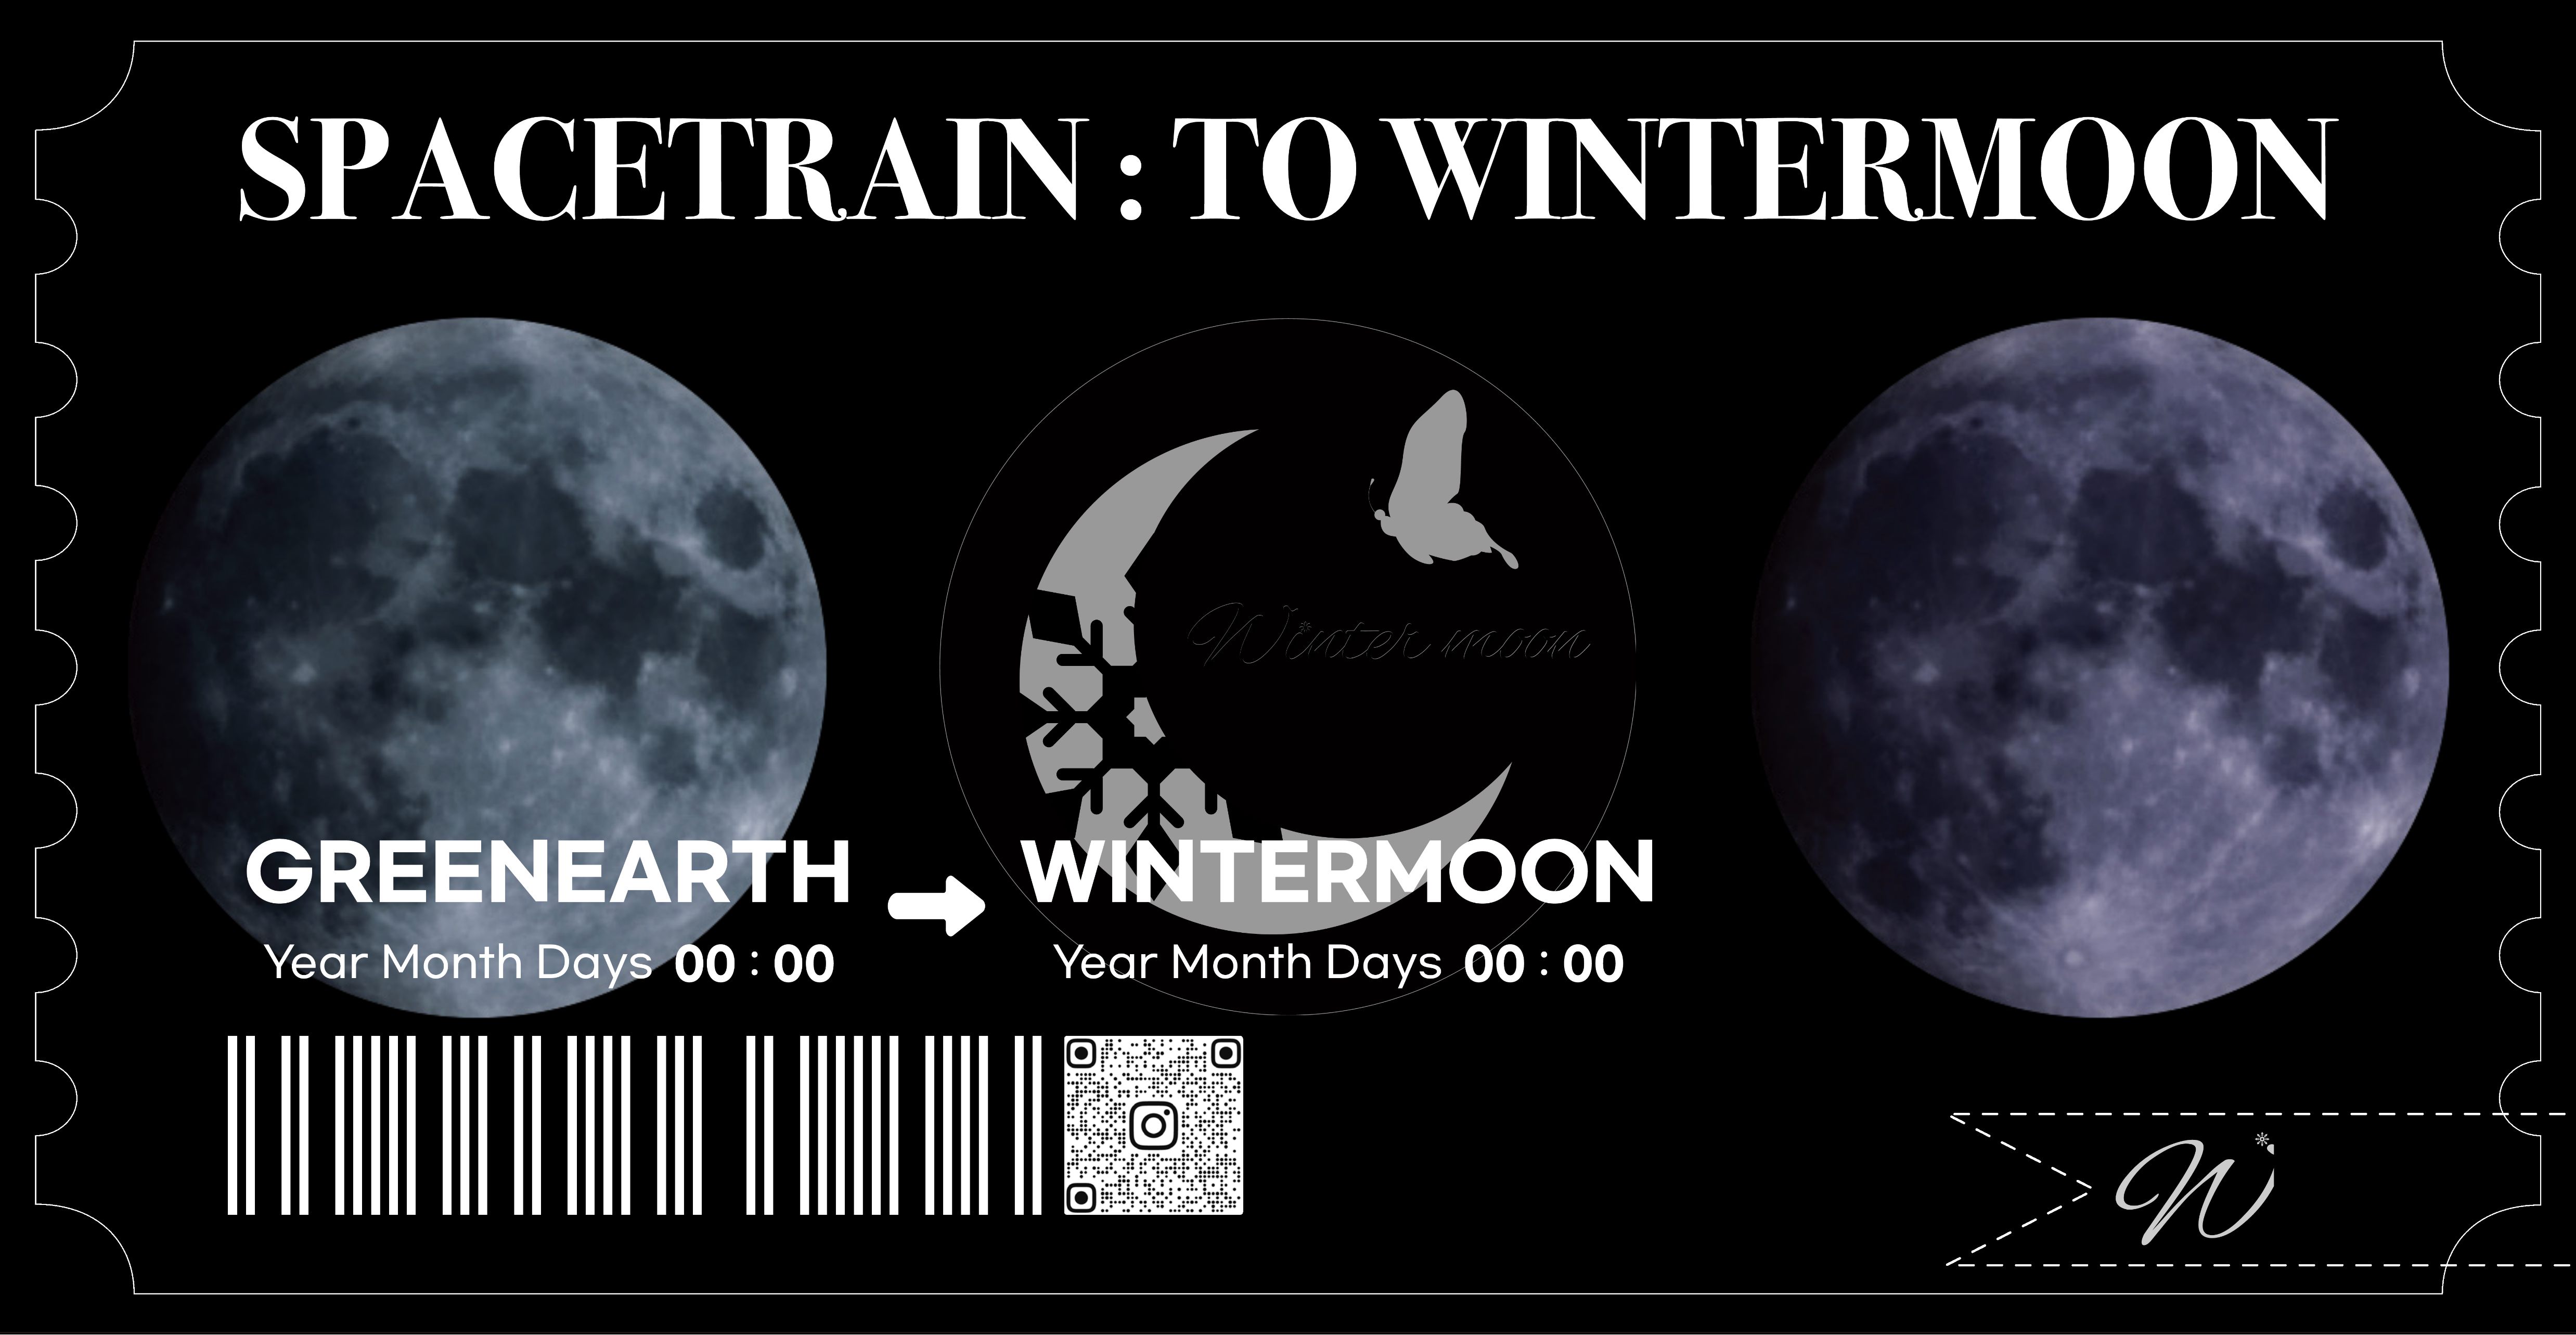 SPACETRAIN : TO WINTERMOON
Winter moon
GREENEARTH
WINTERMOON
Year Month Days 00 : 00
Year Month Days 00 : 00
W